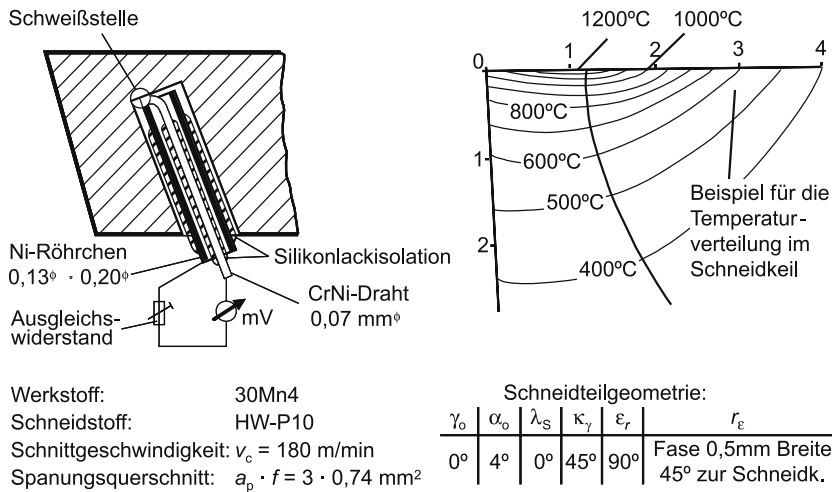 Schweißstelle
Ni-Röhrchen
0,13ᶲ · 0,20ᶲ
Silikonlackisolation
CrNi-Draht
0,07 mmᶲ
Ausgleichs-
widerstand
mV
1200ºC 1000ºC
0 1 2 3 4
800ºC
1
600ºC
500ºC
2
400ºC
Beispiel für die
Temperatur-
verteilung im
Schneidkeil
Werkstoff: 30Mn4
Schneidstoff: HW-P10
Schnittgeschwindigkeit: vc = 180 m/min
Spanungsquerschnitt: ap · f = 3 · 0,74 mm²
Schneidteilgeometrie:
γo αo λS κγ εr rε
0º 4º 0º 45º 90º Fase 0,5mm Breite
45º zur Schneidk.